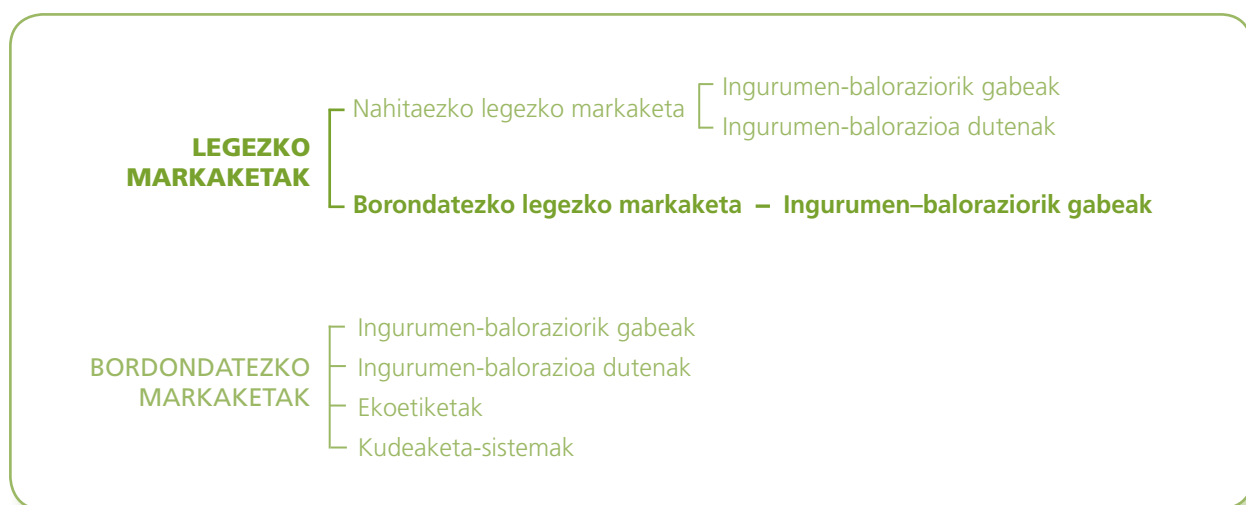 Nahitaezko legezko markaketa
Ingurumen-baloraziorik gabeak
Ingurumen-balorazioa dutenak
LEGEZKO
MARKAKETAK
Borondatezko legezko markaketa – Ingurumen–baloraziorik gabeak
BORDONDATEZKO
MARKAKETAK
Ingurumen-baloraziorik gabeak
Ingurumen-balorazioa dutenak
Ekoetiketak
Kudeaketa-sistemak